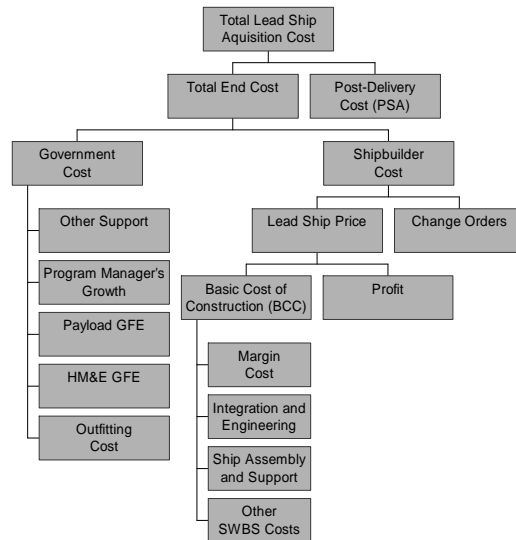 Total Lead Ship
Aquisition Cost
Total End Cost
Post-Delivery
Cost (PSA)
Government
Cost
Shipbuilder
Cost
Other Support
Program Manager's
Growth
Payload GFE
HM&E GFE
Outfitting
Cost
Lead Ship Price
Change Orders
Basic Cost of
Construction (BCC)
Profit
Margin
Cost
Integration and
Engineering
Ship Assembly
and Support
Other
SWBS Costs